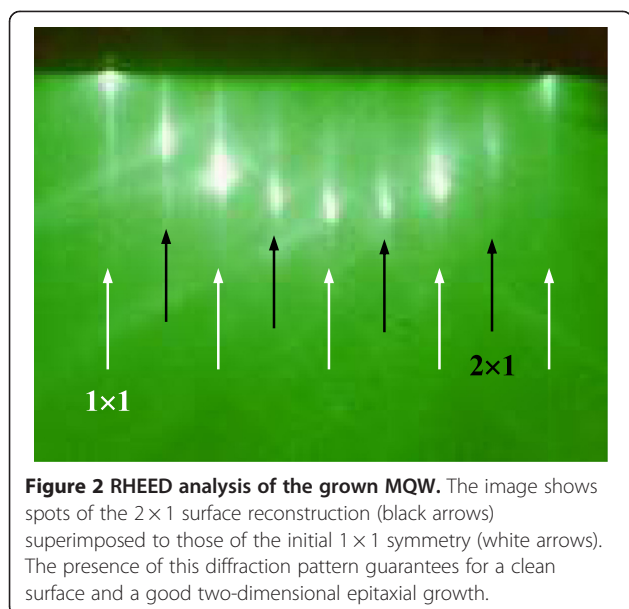 1×1
2×1
Figure 2 RHEED analysis of the grown MQW. The image shows
spots of the 2 × 1 surface reconstruction (black arrows)
superimposed to those of the initial 1 × 1 symmetry (white arrows).
The presence of this diffraction pattern guarantees for a clean
surface and a good two-dimensional epitaxial growth.